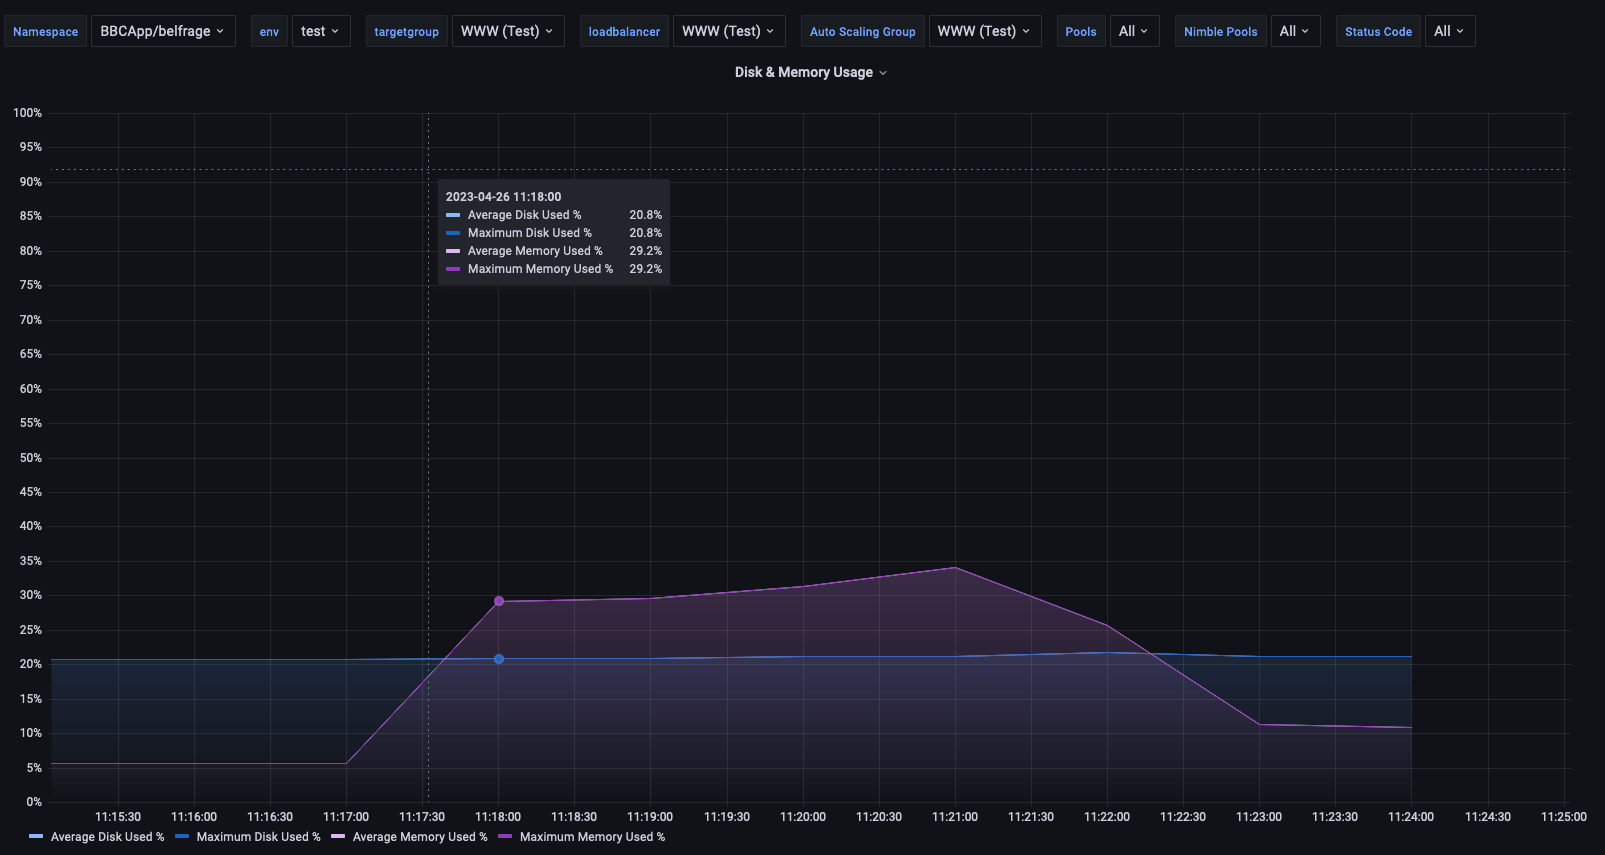 Namespace BBCApp/belfrage env test targetgroup WWW (Test) loadbalancer WWW (Test) Auto Scaling Group WWW (Test) Pools All Nimble Pools All Status Code All
Disk & Memory Usage
100%
95%
90%
85%
80%
75%
70%
65%
60%
55%
50%
45%
40%
35%
30%
25%
20%
15%
10%
5%
0%
2023-04-26 11:18:00
Average Disk Used % 20.8%
Maximum Disk Used % 20.8%
Average Memory Used % 29.2%
Maximum Memory Used % 29.2%
11:15:30 11:16:00 11:16:30 11:17:00 11:17:30 11:18:00 11:18:30 11:19:00 11:19:30 11:20:00 11:20:30 11:21:00 11:21:30 11:22:00 11:22:30 11:23:00 11:23:30 11:24:00 11:24:30 11:25:00
Average Disk Used % Maximum Disk Used % Average Memory Used % Maximum Memory Used %